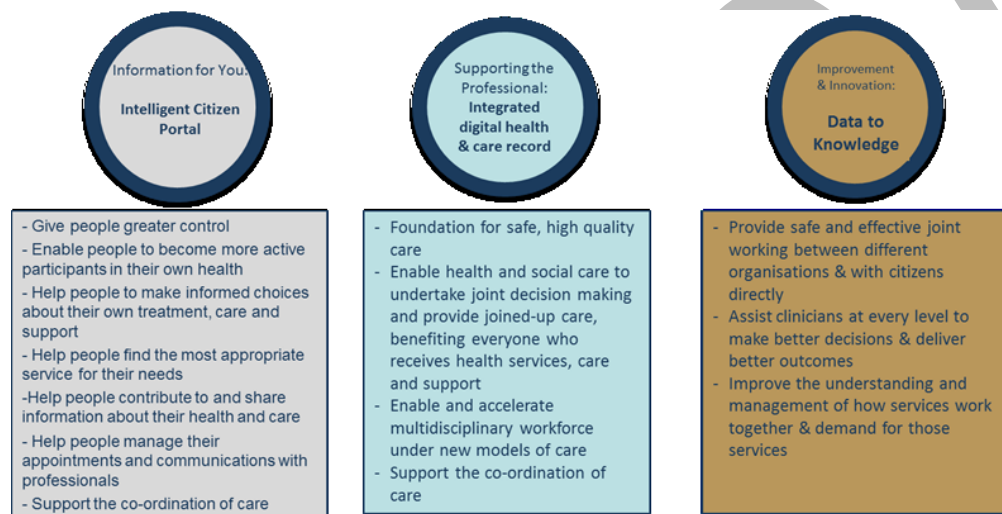 Information for You:
Intelligent Citizen
Portal
- Give people greater control
- Enable people to become more active
participants in their own health
- Help people to make informed choices
about their own treatment, care and
support
- Help people find the most appropriate
service for their needs
-Help people contribute to and share
information about their health and care
- Help people manage their
appointments and communications with
professionals
- Support the co-ordination of care
Supporting the
Professional:
Integrated
digital health
& care record
- Foundation for safe, high quality
care
- Enable health and social care to
undertake joint decision making
and provide joined-up care,
benefiting everyone who
receives health services, care
and support
- Enable and accelerate
multidisciplinary workforce
under new models of care
- Support the co-ordination of
care
Improvement
& Innovation:
Data to
Knowledge
- Provide safe and effective joint
working between different
organisations & with citizens
directly
- Assist clinicians at every level to
make better decisions & deliver
better outcomes
- Improve the understanding and
management of how services work
together & demand for those
services